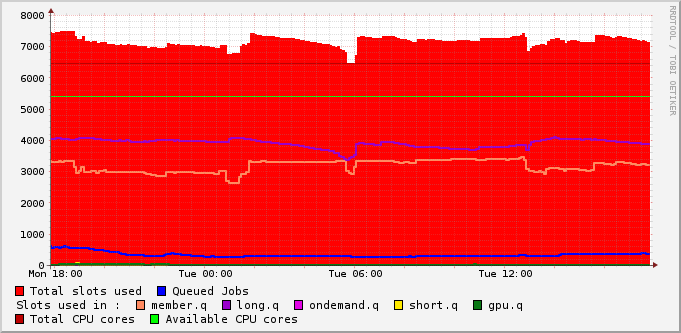 8000
7000
6000
5000
4000
3000
2000
1000
0
Mon 18:00 Tue 00:00 Tue 06:00 Tue 12:00
Total slots used Queued Jobs
Slots used in : member.q long.q ondemand.q short.q gpu.q
Total CPU cores Available CPU cores
RRDTOOL / TOBI OETIKER